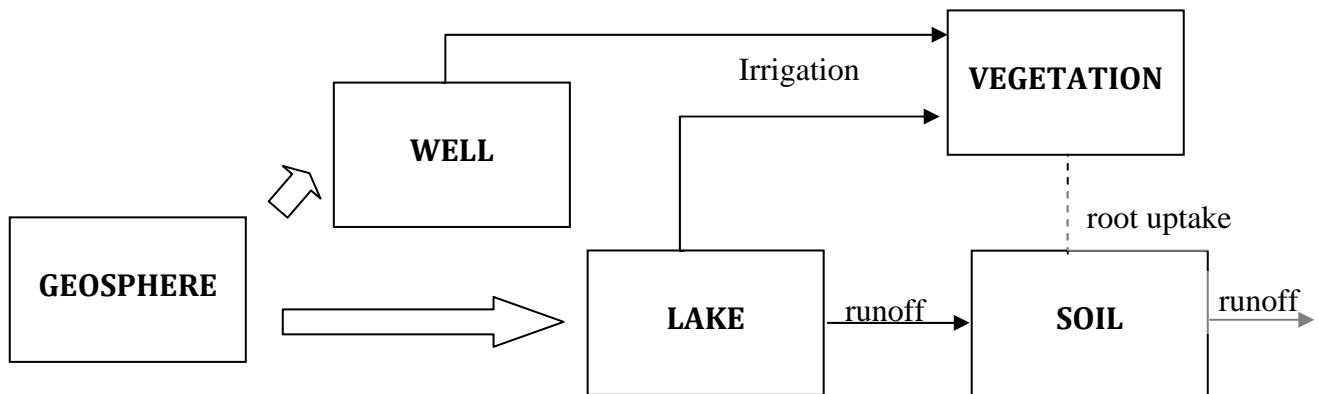 VEGETATION
Irrigation
WELL
root uptake
GEOSPHERE
LAKE
runoff
SOIL
runoff